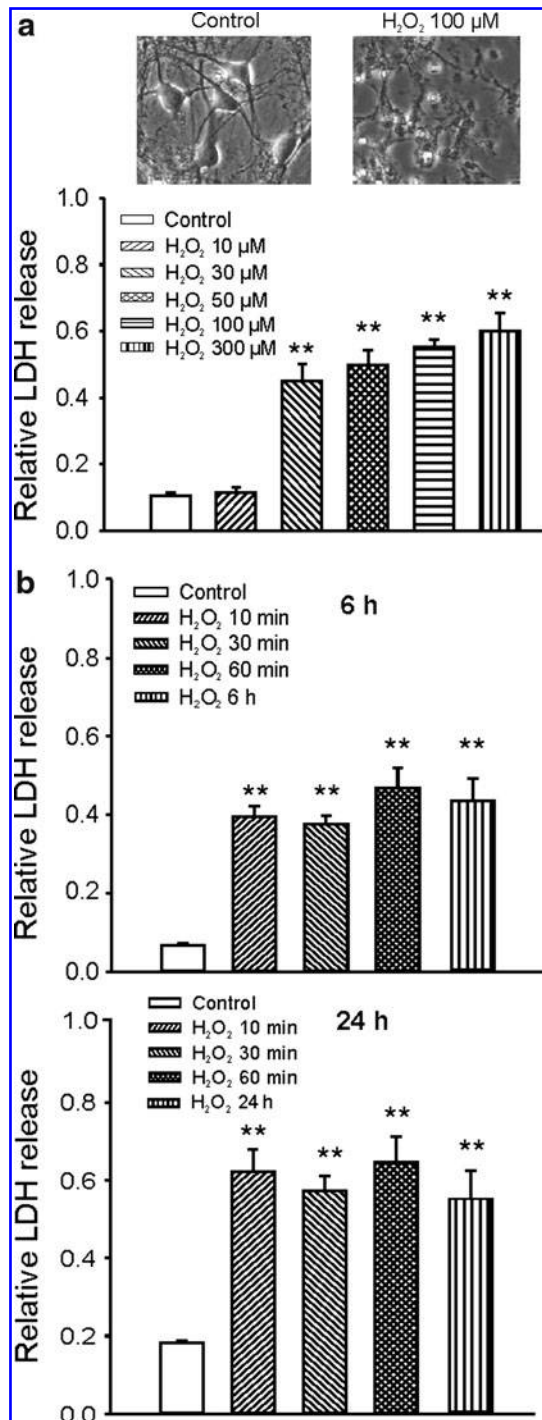 a
Control
H₂O₂ 100 µM
1.0
0.8
0.6
0.4
0.2
0.0
Relative LDH release
Control
H₂O₂ 10 µM
H₂O₂ 30 µM
H₂O₂ 50 µM
H₂O₂ 100 µM
H₂O₂ 300 µM
** ** ** **
b
6 h
1.0
0.8
0.6
0.4
0.2
0.0
Relative LDH release
Control
H₂O₂ 10 min
H₂O₂ 30 min
H₂O₂ 60 min
H₂O₂ 6 h
** ** ** **
24 h
1.0
0.8
0.6
0.4
0.2
0.0
Relative LDH release
Control
H₂O₂ 10 min
H₂O₂ 30 min
H₂O₂ 60 min
H₂O₂ 24 h
** ** ** **